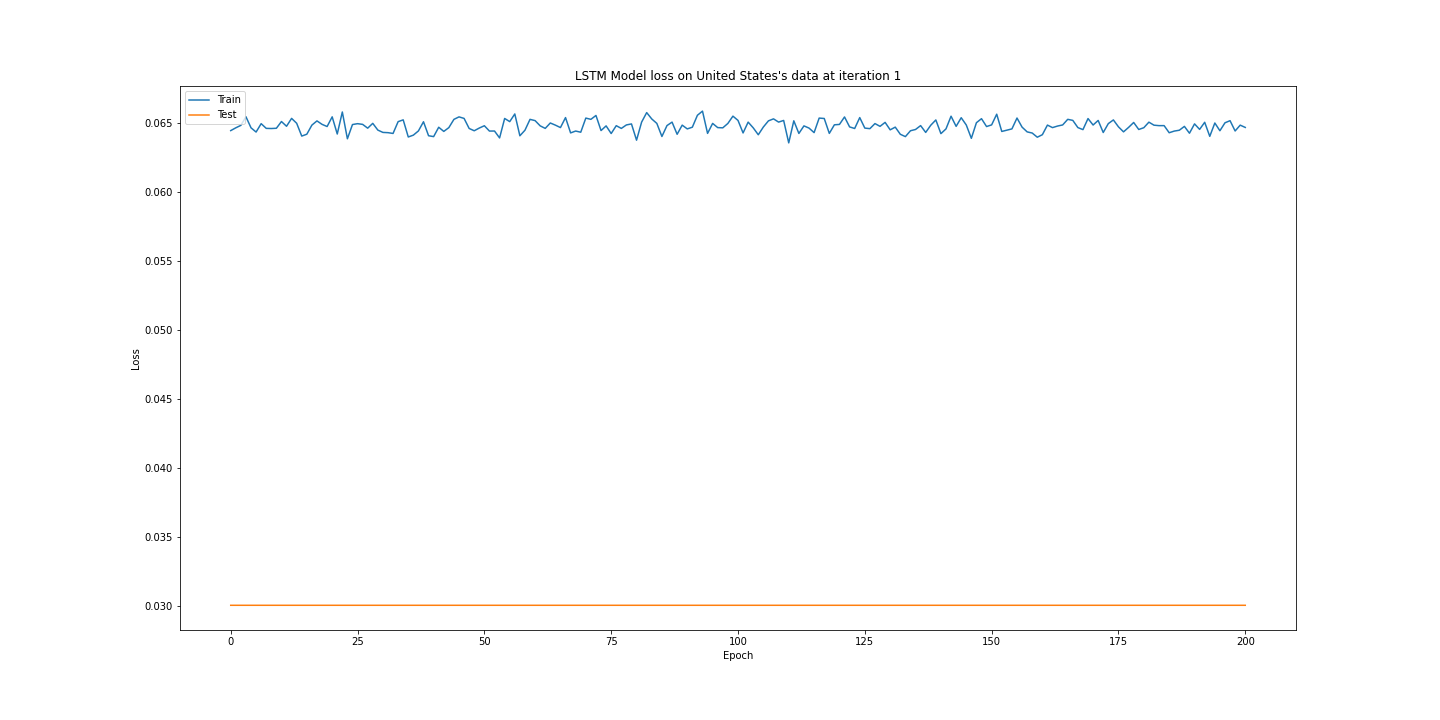 LSTM Model loss on United States's data at iteration 1
Train
Test
0.065
0.060
0.055
0.050
0.045
0.040
0.035
0.030
Loss
0 25 50 75 100 125 150 175 200
Epoch